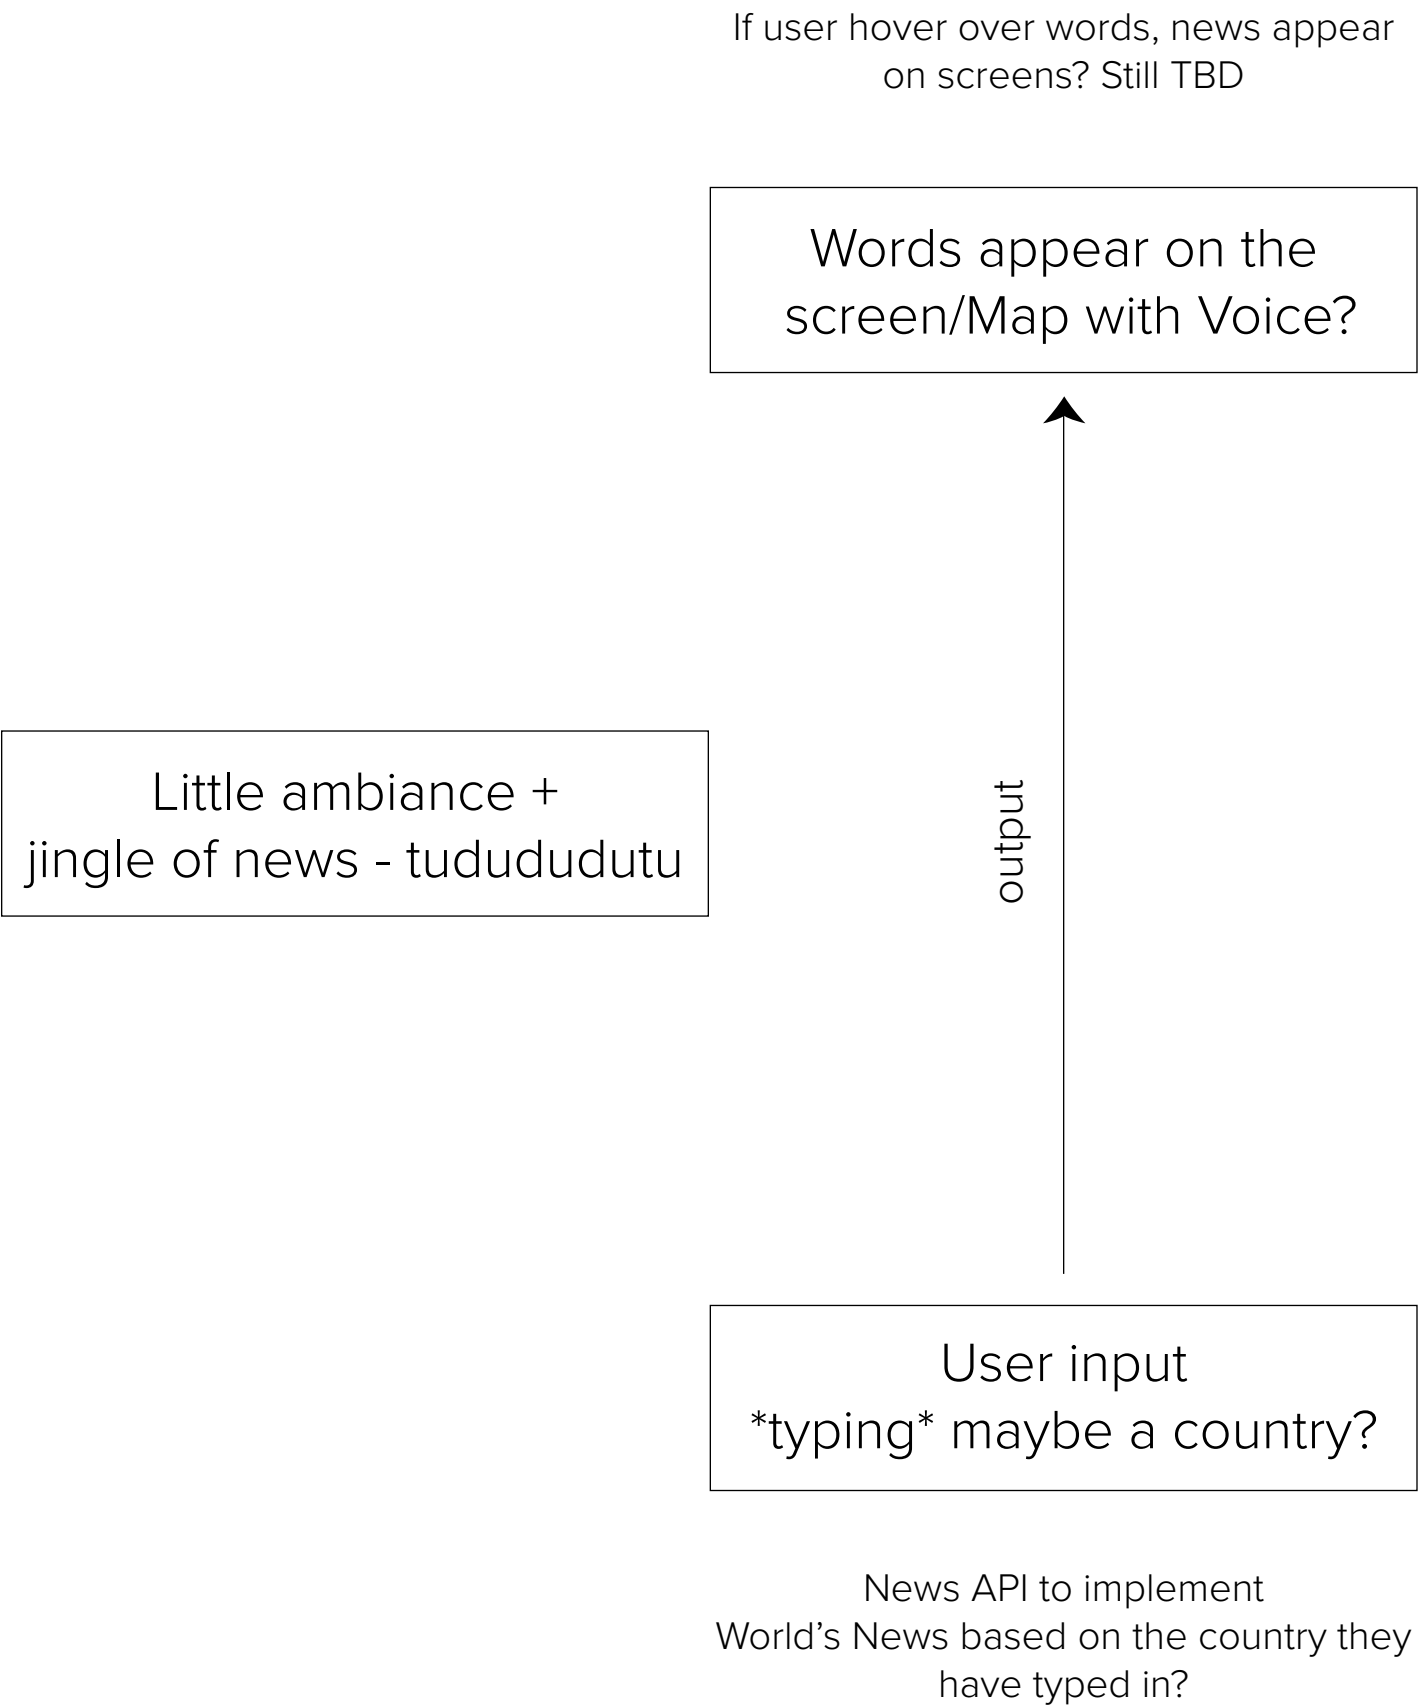 If user hover over words, news appear
on screens? Still TBD
Words appear on the
screen/Map with Voice?
Little ambiance +
jingle of news - tudududutu
output
User input
*typing* maybe a country?
News API to implement
World’s News based on the country they
have typed in?